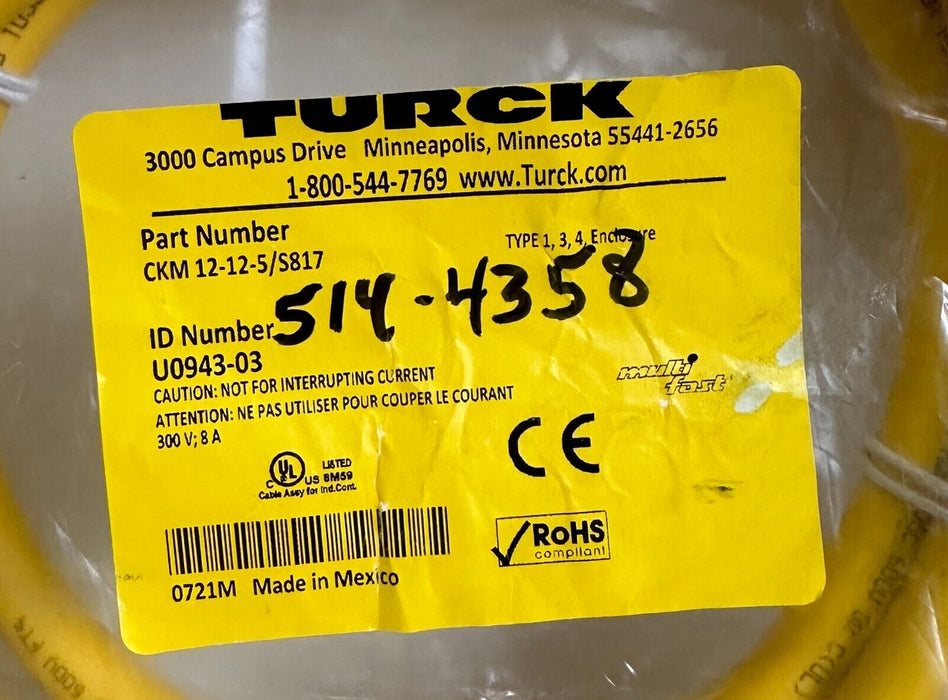 TURCK
3000 Campus Drive Minneapolis, Minnesota 55441-2656
1-800-544-7769 www.Turck.com
Part Number
TYPE 1, 3, 4, Enclosure
CKM 12-12-5/S817
514-4358
ID Number
U0943-03
CAUTION: NOT FOR INTERRUPTING CURRENT
ATTENTION: NE PAS UTILISER POUR COUPER LE COURANT
300 V; 8 A
multi
fast
CE
C UL US LISTED
8M59
Cable Assy for Ind.Cont.
RoHS
compliant
0721M Made in Mexico
600V